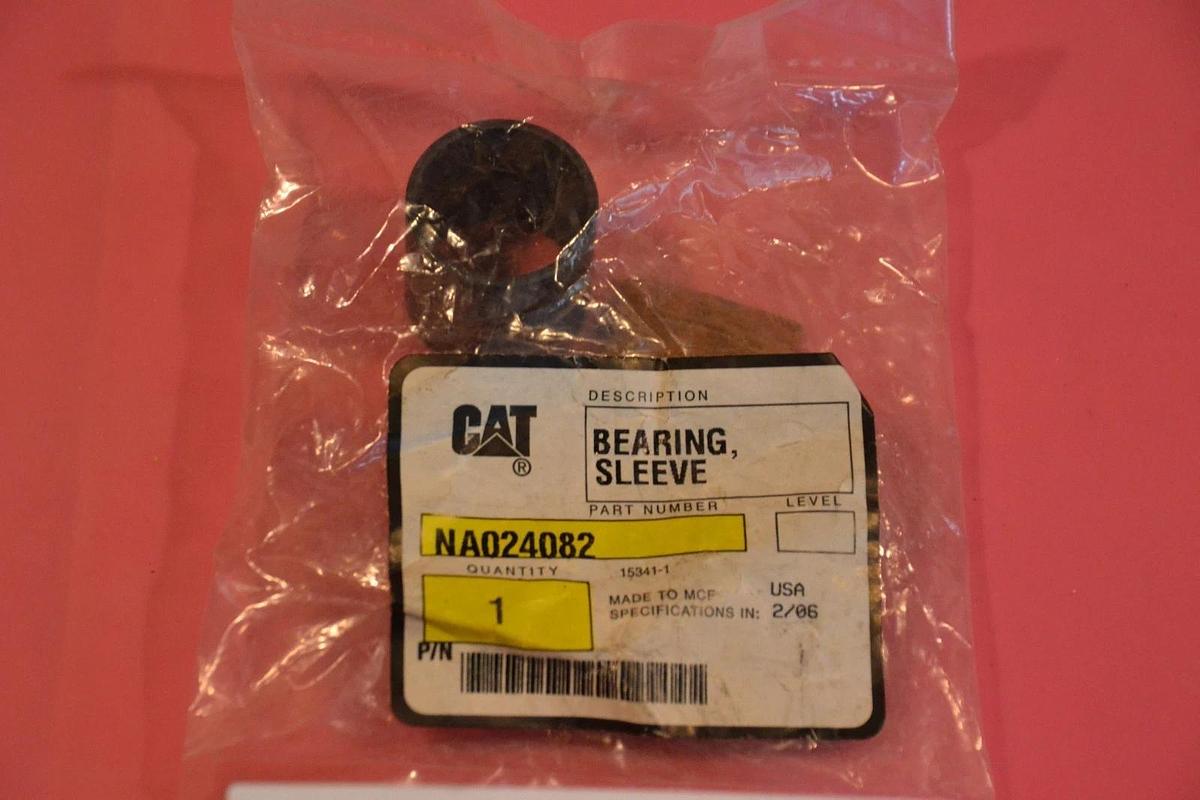 CAT
®
DESCRIPTION
BEARING,
SLEEVE
PART NUMBER
LEVEL
NA024082
QUANTITY
15341-1
1
MADE TO MCF
SPECIFICATIONS IN:
USA
2/06
P/N